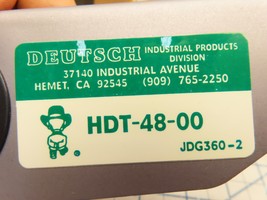 DEUTSCH INDUSTRIAL PRODUCTS
DIVISION
37140 INDUSTRIAL AVENUE
HEMET, CA 92545 (909) 765-2250
HDT-48-00
JDG360-2